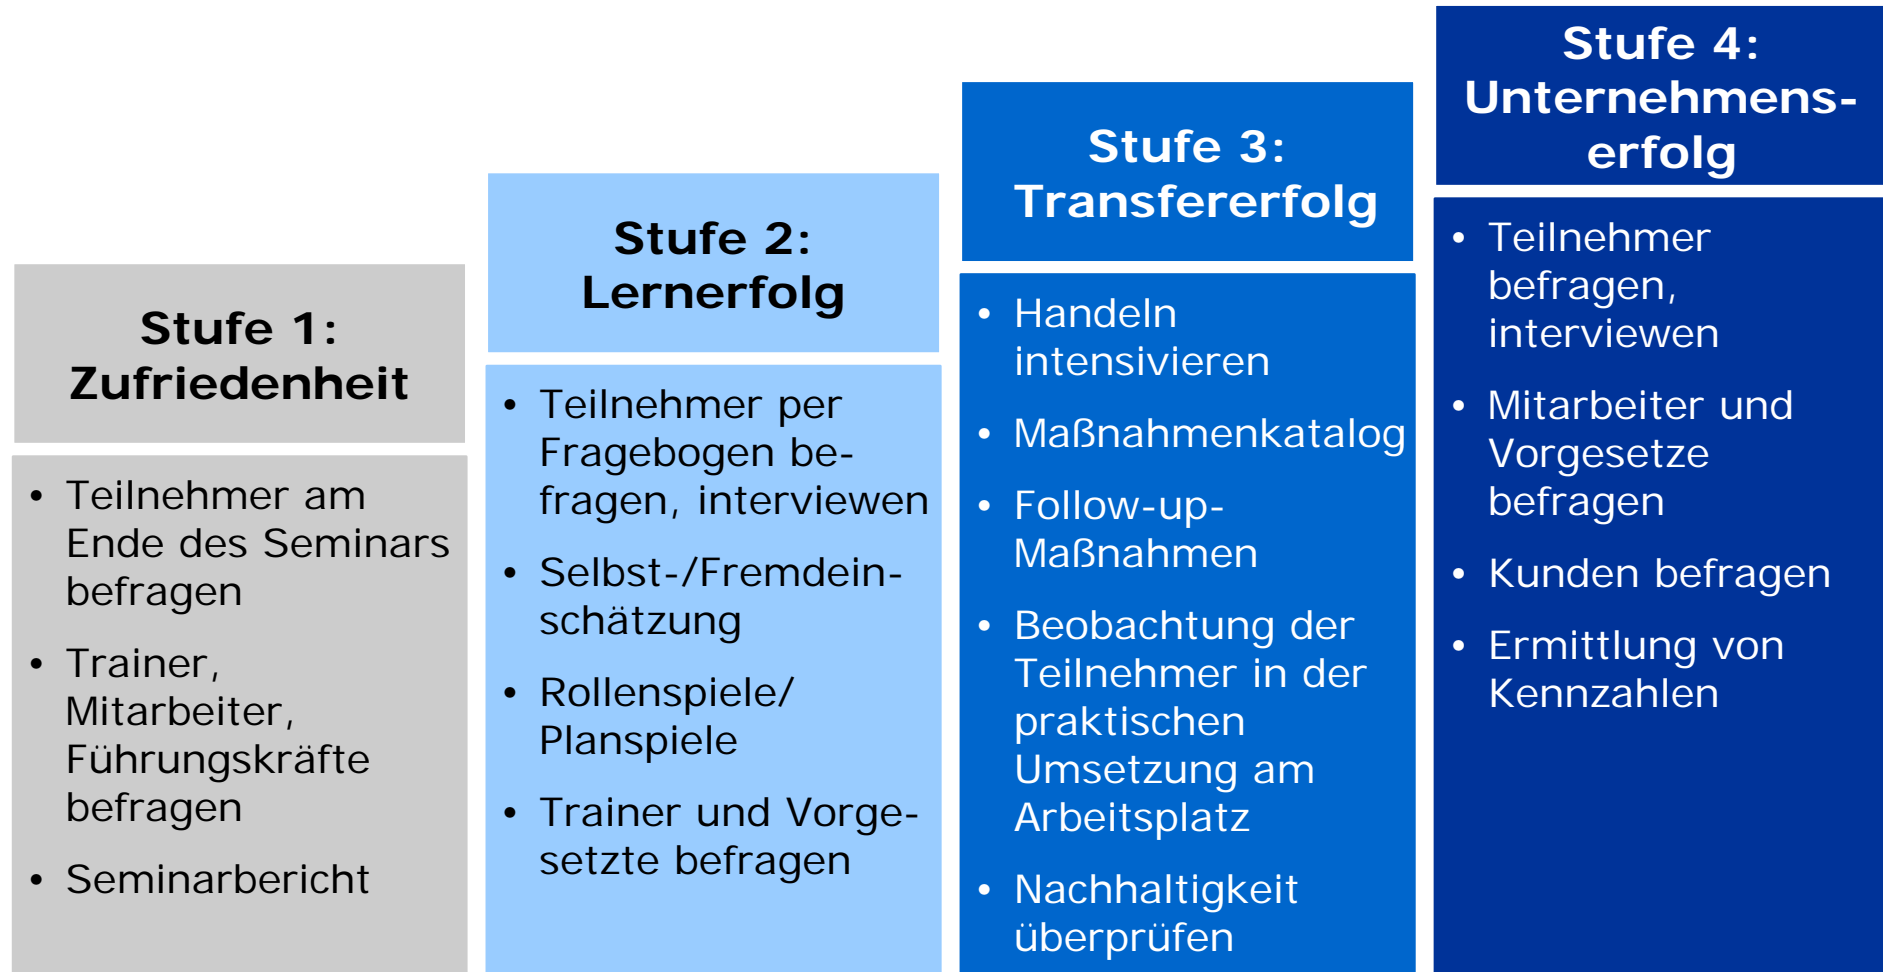 Stufe 1:
Zufriedenheit
• Teilnehmer am
Ende des Seminars
befragen
• Trainer,
Mitarbeiter,
Führungskräfte
befragen
• Seminarbericht
Stufe 2:
Lernerfolg
• Teilnehmer per
Fragebogen be-
fragen, interviewen
• Selbst-/Fremdein-
schätzung
• Rollenspiele/
Planspiele
• Trainer und Vorge-
setzte befragen
Stufe 3:
Transfererfolg
• Handeln
intensivieren
• Maßnahmenkatalog
• Follow-up-
Maßnahmen
• Beobachtung der
Teilnehmer in der
praktischen
Umsetzung am
Arbeitsplatz
• Nachhaltigkeit
überprüfen
Stufe 4:
Unternehmens-
erfolg
• Teilnehmer
befragen,
interviewen
• Mitarbeiter und
Vorgesetze
befragen
• Kunden befragen
• Ermittlung von
Kennzahlen